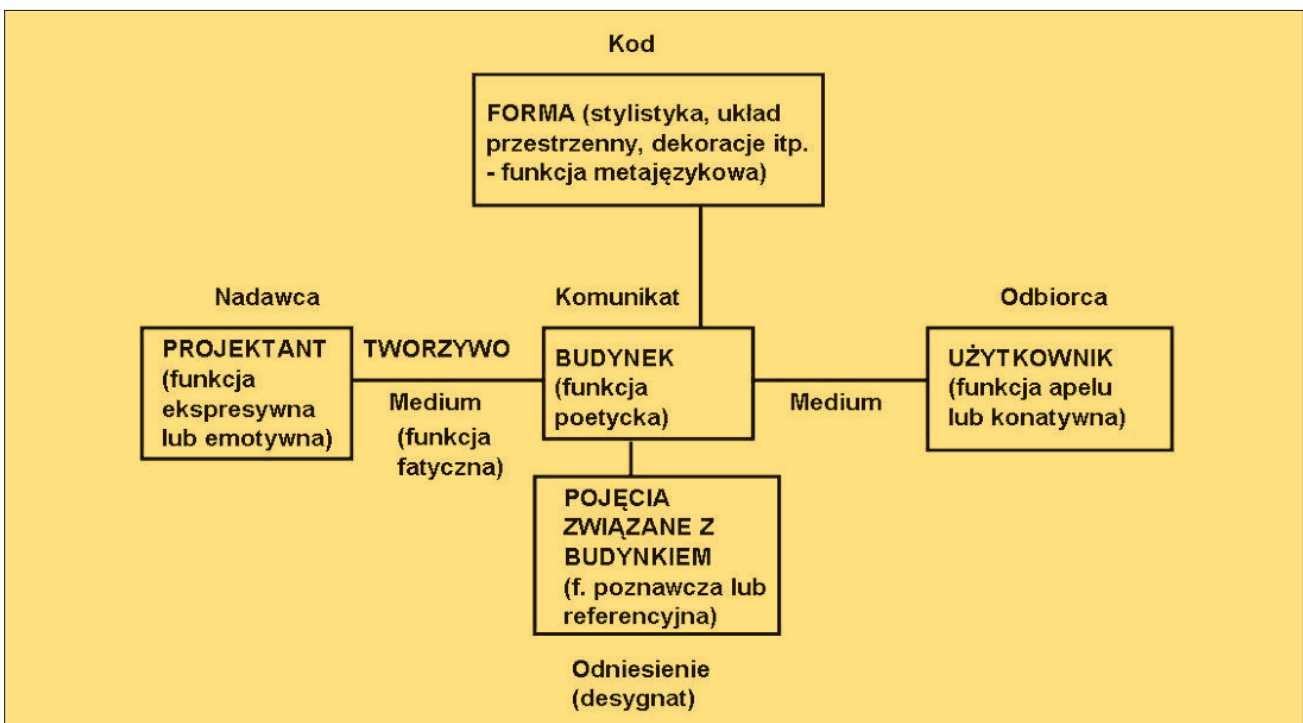 Kod
FORMA (stylistyka, układ
przestrzenny, dekoracje itp.
- funkcja metajęzykowa)
Nadawca
PROJEKTANT
(funkcja
ekspresywna
lub emotywna)
TWORZYWO
Medium
(funkcja
fatyczna)
Komunikat
BUDYNEK
(funkcja
poetycka)
Medium
Odbiorca
UŻYTKOWNIK
(funkcja apelu
lub konatywna)
POJĘCIA
ZWIĄZANE Z
BUDYNKIEM
(f. poznawcza lub
referencyjna)
Odniesienie
(desygnat)